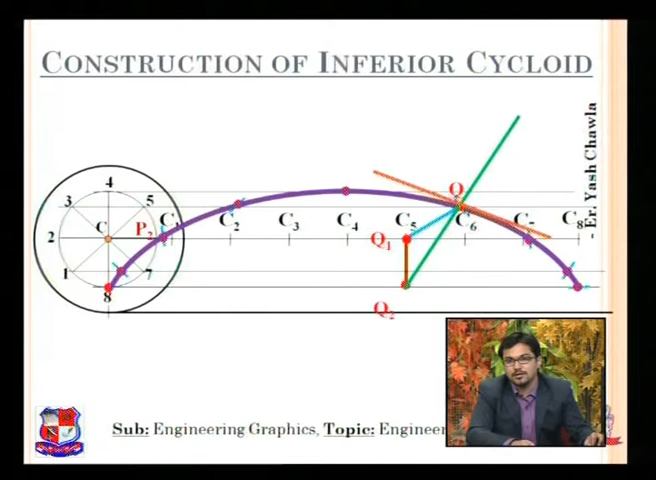 CONSTRUCTION OF INFERIOR CYCLOID
- Er. Yash Chawla
4
3 5
2 C P2 C1 C2 C3 C4 C5 C6 C7 C8
Q
Q1
1 7
8
Q2
Sub: Engineering Graphics, Topic: Engineer